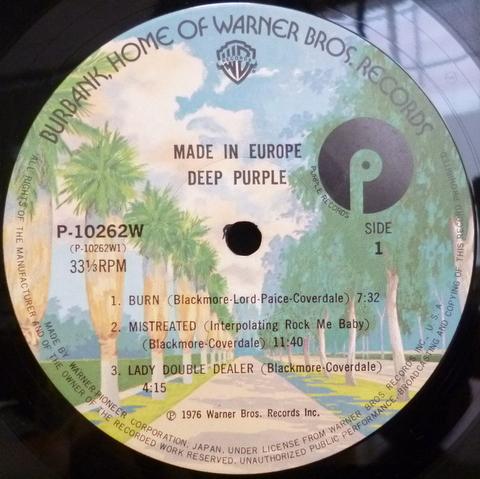 BURBANK, HOME OF WARNER BROS. RECORDS
MADE IN EUROPE
DEEP PURPLE
PURPLE RECORDS
P-10262W
(P-10262W1)
33⅓RPM
SIDE
1
1. BURN (Blackmore-Lord-Paice-Coverdale) 7:32
2. MISTREATED (Interpolating Rock Me Baby)
(Blackmore-Coverdale) 11:40
3. LADY DOUBLE DEALER (Blackmore-Coverdale)
4:15
℗ 1976 Warner Bros. Records Inc.
MADE BY WARNER-PIONEER CORPORATION, JAPAN, UNDER LICENSE FROM WARNER BROS RECORDS INC., U.S.A.
ALL RIGHTS OF THE MANUFACTURER AND OF THE OWNER OF THE RECORDED WORK RESERVED. UNAUTHORIZED PUBLIC PERFORMANCE, BROADCASTING AND COPYING OF THIS RECORD PROHIBITED